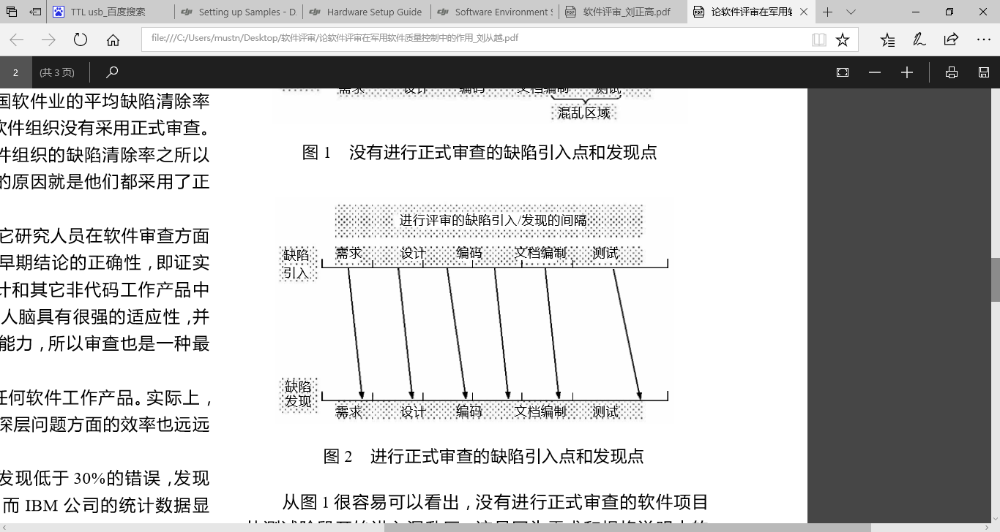 TTL usb_百度搜索
Setting up Samples - D
Hardware Setup Guide
Software Environment S
软件评审_刘正高.pdf
论软件评审在军用软
file:///C:/Users/mustn/Desktop/软件评审/论软件评审在军用软件质量控制中的作用_刘从越.pdf
2 (共 3 页)
国软件业的平均缺陷清除率
软件组织没有采用正式审查。
件组织的缺陷清除率之所以
的原因就是他们都采用了正
它研究人员在软件审查方面
早期结论的正确性，即证实
计和其它非代码工作产品中
人脑具有很强的适应性，并
能力，所以审查也是一种最
任何软件工作产品。实际上，
深层问题方面的效率也远远
发现低于 30%的错误，发现
而 IBM 公司的统计数据显
需求 设计 编码 文档编制 测试
混乱区域
图 1 没有进行正式审查的缺陷引入点和发现点
进行评审的缺陷引入/发现的间隔
缺陷
引入
需求 设计 编码 文档编制 测试
缺陷
发现
需求 设计 编码 文档编制 测试
图 2 进行正式审查的缺陷引入点和发现点
从图 1 很容易可以看出，没有进行正式审查的软件项目